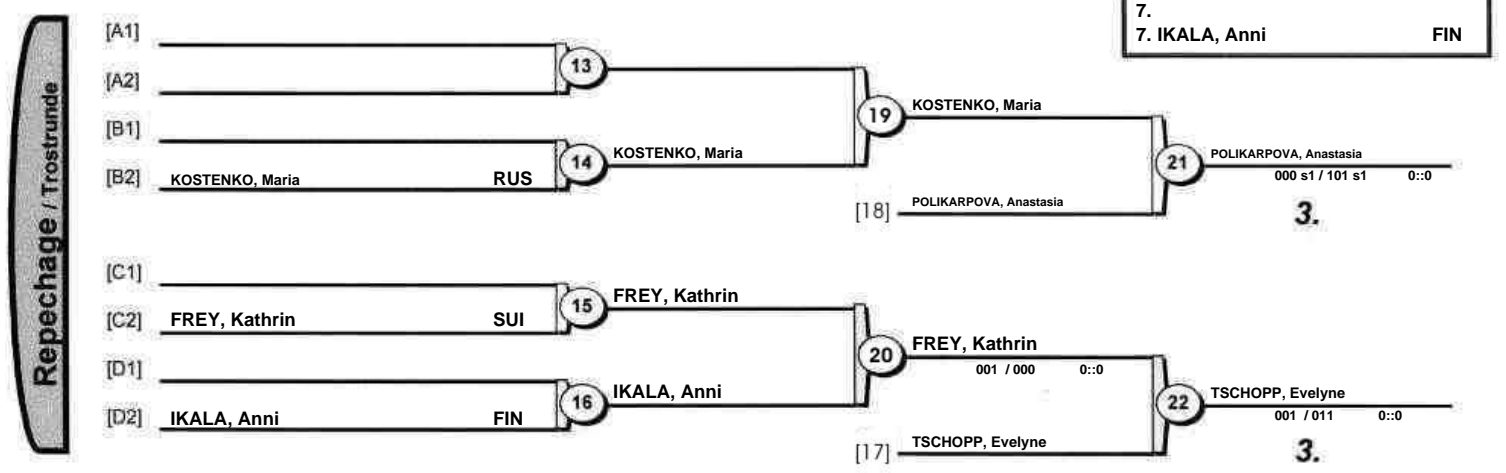 7.
7. IKALA, Anni FIN
Repechage / Trostrunde
[A1]
13
[A2]
19 KOSTENKO, Maria
[B1]
14 KOSTENKO, Maria
[B2] KOSTENKO, Maria RUS
21 POLIKARPOVA, Anastasia
000 s1 / 101 s1 0::0
[18] POLIKARPOVA, Anastasia
3.
[C1]
15 FREY, Kathrin
[C2] FREY, Kathrin SUI
20 FREY, Kathrin
001 / 000 0::0
[D1]
16 IKALA, Anni
[D2] IKALA, Anni FIN
22 TSCHOPP, Evelyne
001 / 011 0::0
[17] TSCHOPP, Evelyne
3.